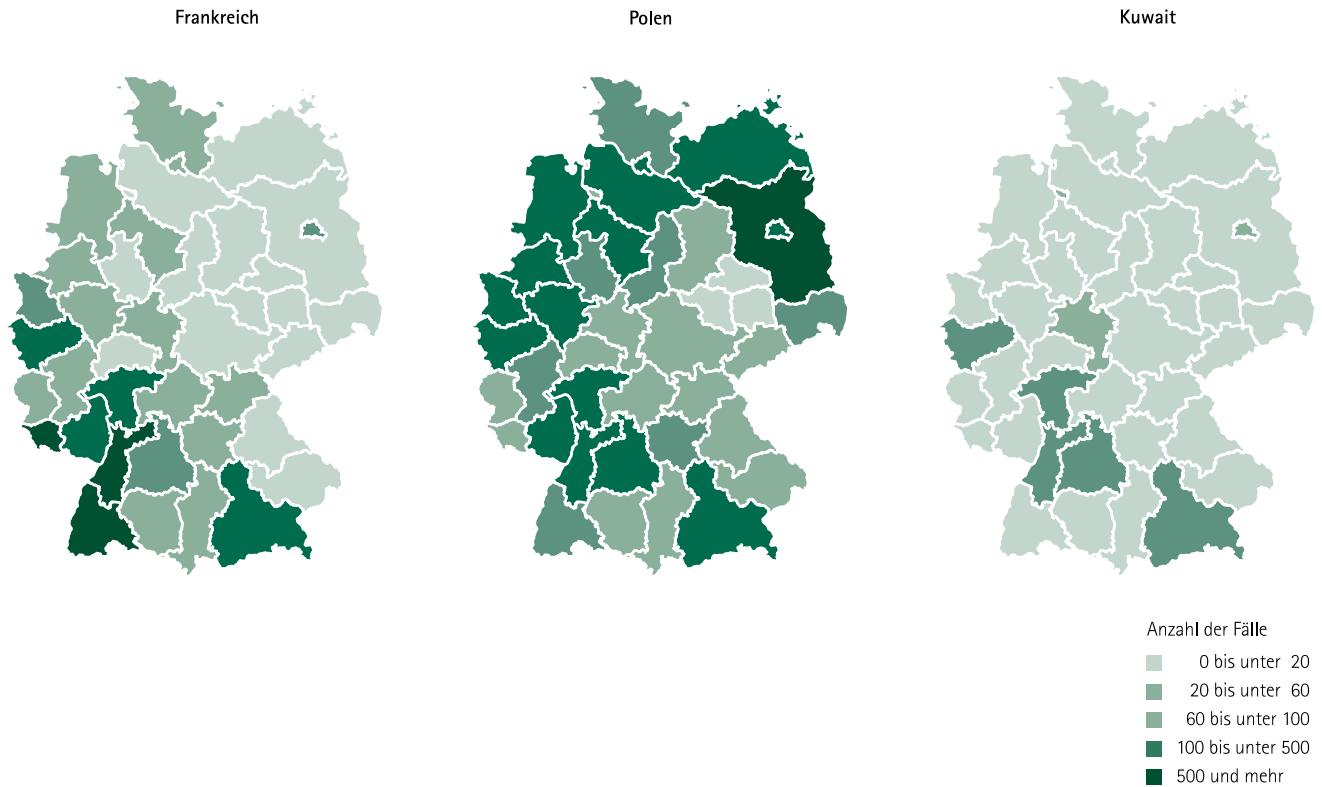 Frankreich
Polen
Kuwait
Anzahl der Fälle
0 bis unter 20
20 bis unter 60
60 bis unter 100
100 bis unter 500
500 und mehr